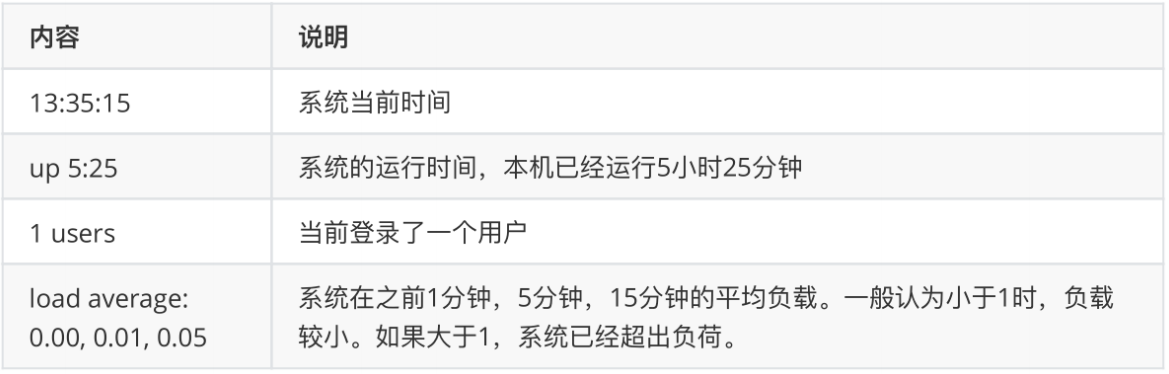 内容 说明
13:35:15 系统当前时间
up 5:25 系统的运行时间，本机已经运行5小时25分钟
1 users 当前登录了一个用户
load average: 系统在之前1分钟，5分钟，15分钟的平均负载。一般认为小于1时，负载
0.00, 0.01, 0.05 较小。如果大于1，系统已经超出负荷。